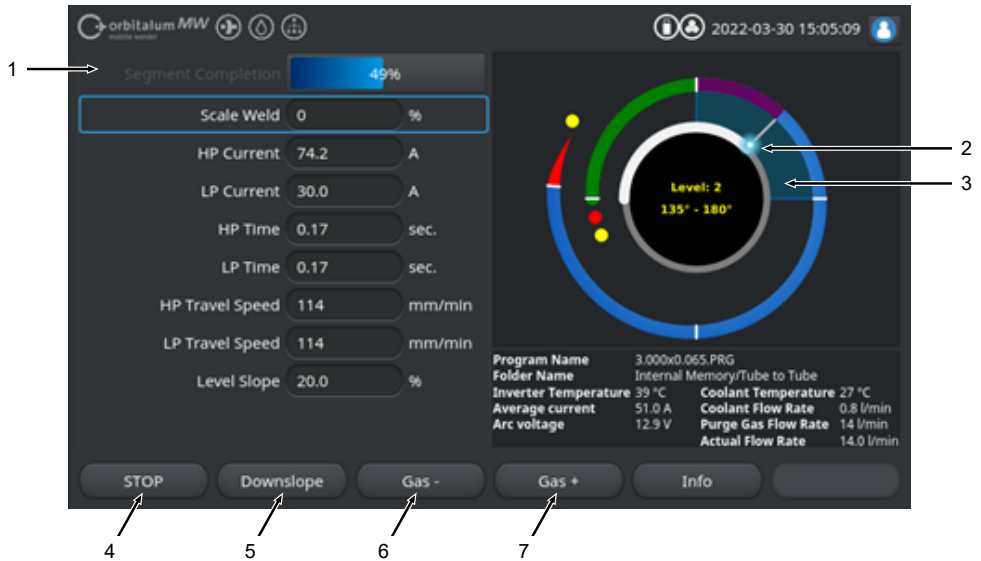 orbitalum MW
mobile welder
2022-03-30 15:05:09
1
Segment Completion 49%
Scale Weld 0 %
HP Current 74.2 A
LP Current 30.0 A
HP Time 0.17 sec.
LP Time 0.17 sec.
HP Travel Speed 114 mm/min
LP Travel Speed 114 mm/min
Level Slope 20.0 %
Level: 2
135° - 180°
2
3
Program Name 3.000x0.065.PRG
Folder Name Internal Memory/Tube to Tube
Inverter Temperature 39 °C Coolant Temperature 27 °C
Average current 51.0 A Coolant Flow Rate 0.8 l/min
Arc voltage 12.9 V Purge Gas Flow Rate 14 l/min
Actual Flow Rate 14.0 l/min
STOP Downslope Gas - Gas + Info
4 5 6 7